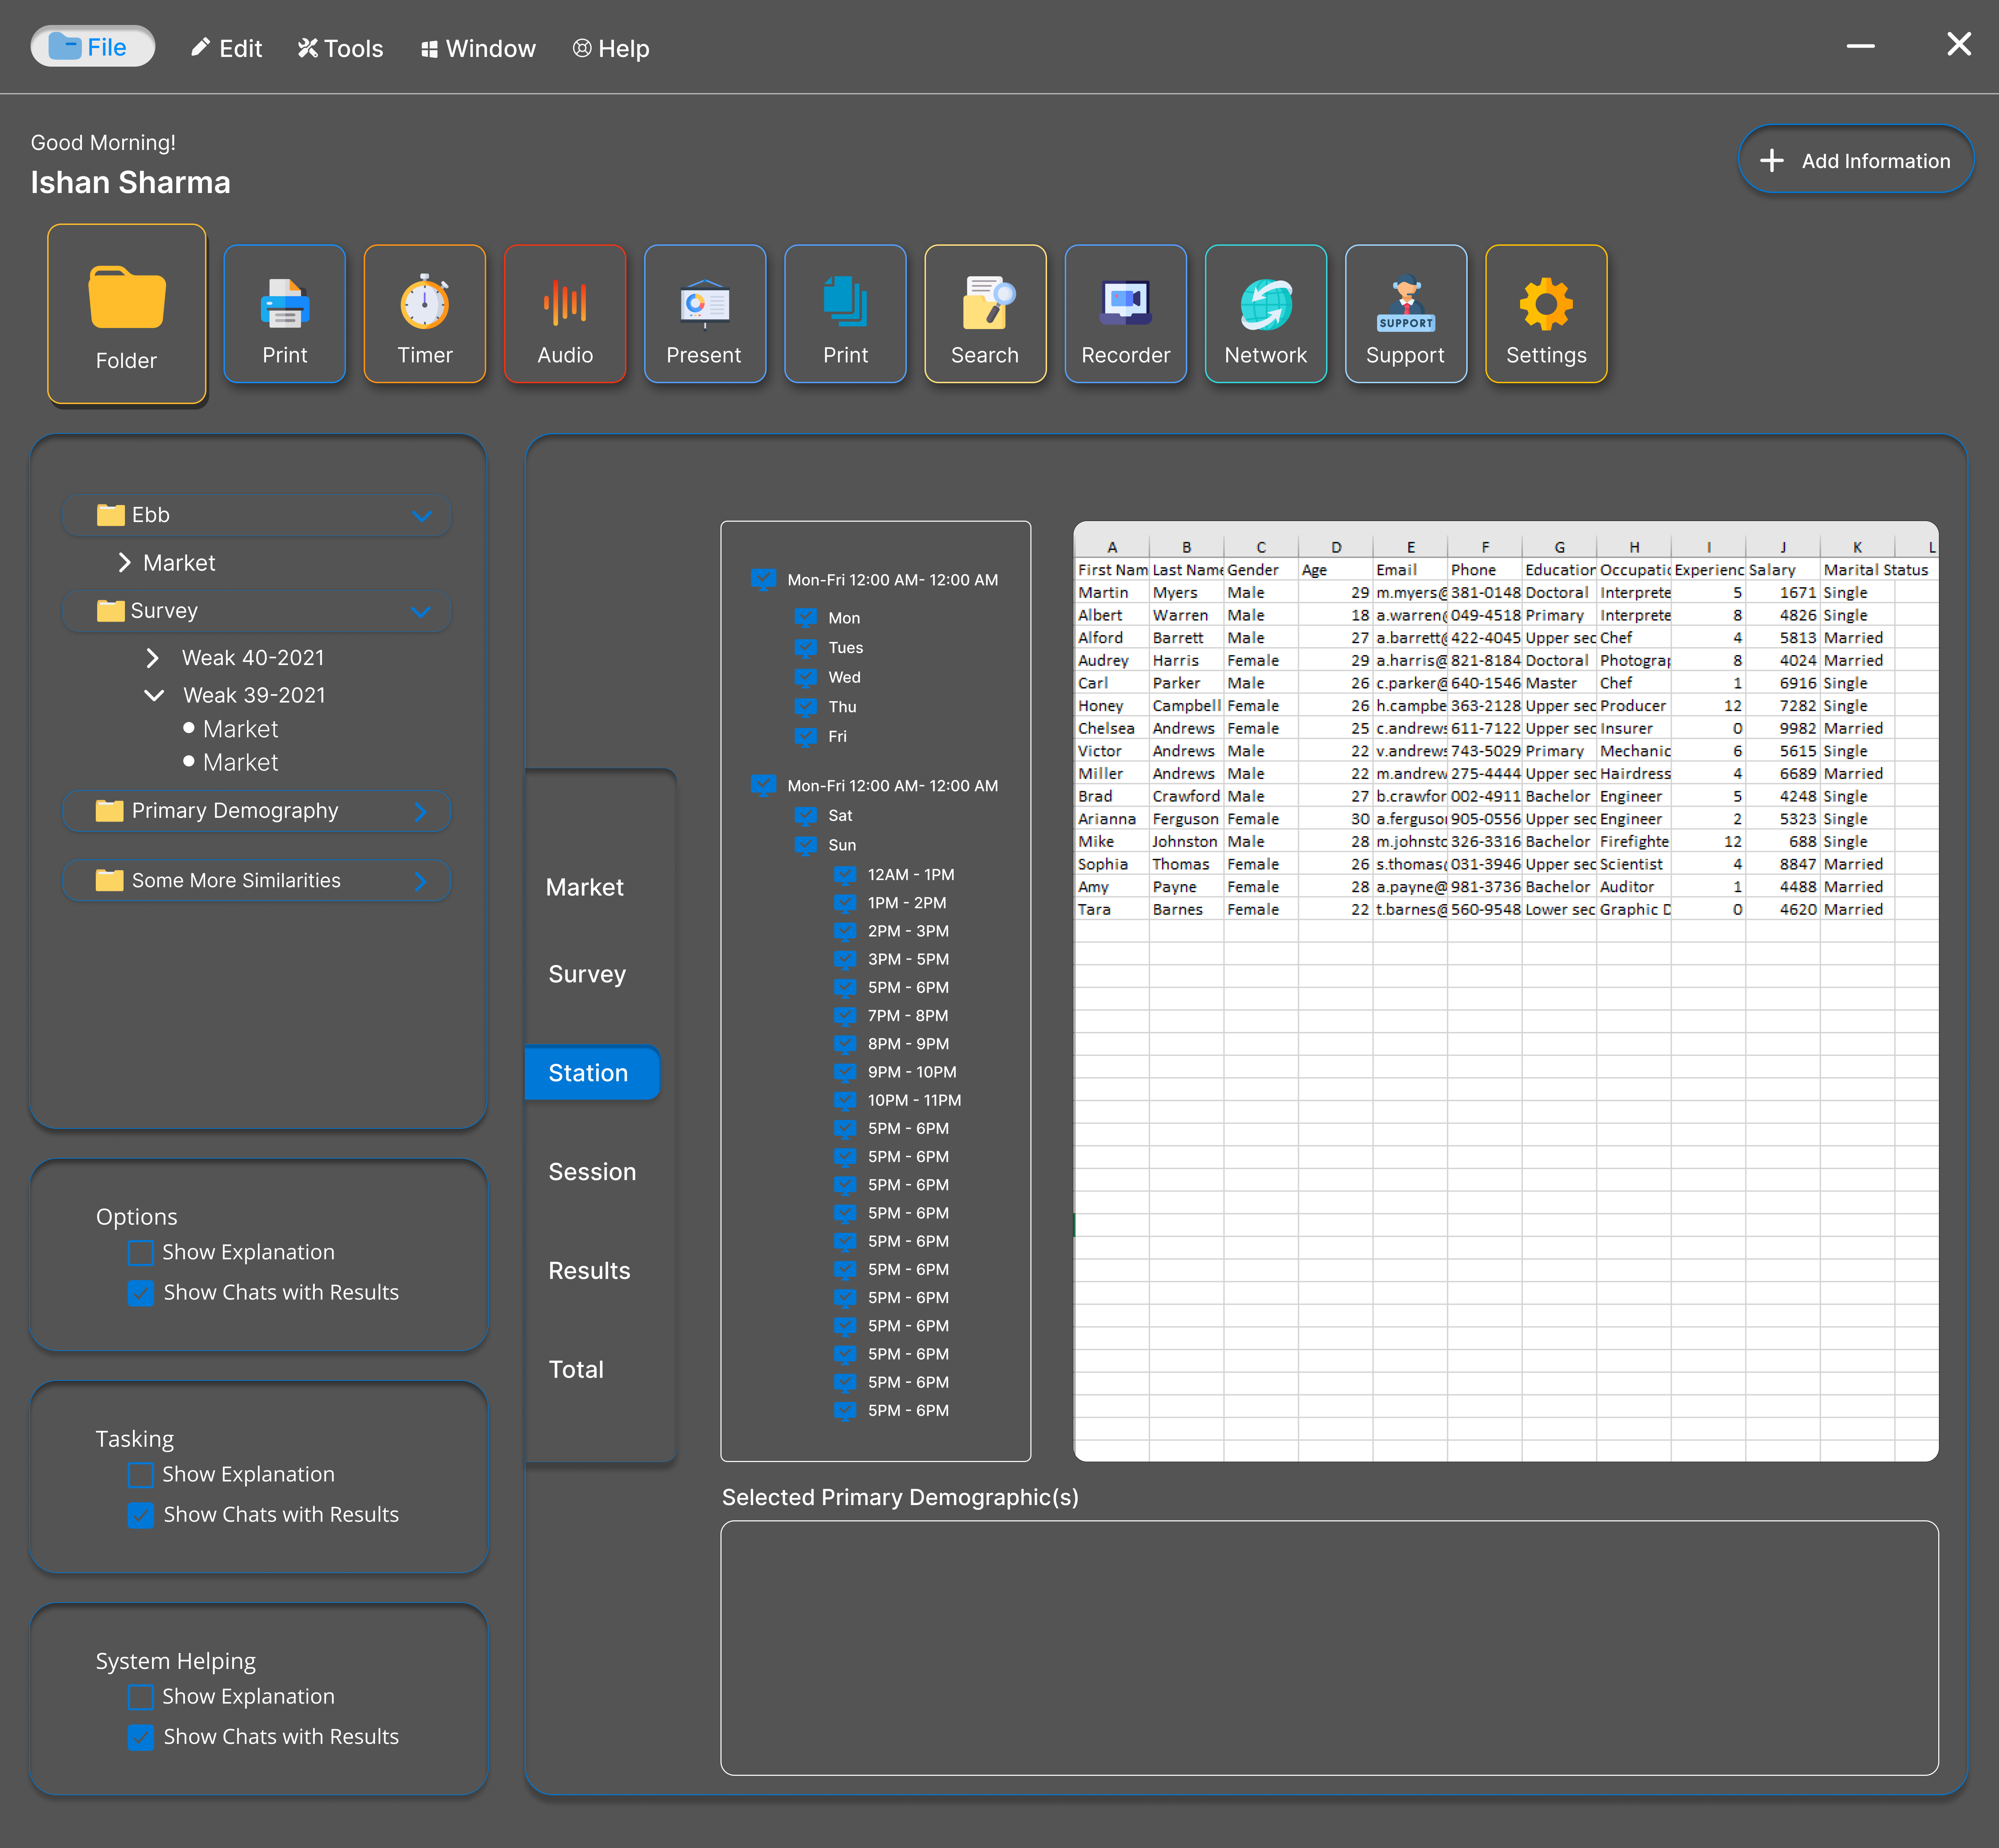 File Edit Tools Window Help
Good Morning!
Ishan Sharma
Add Information
Folder Print Timer Audio Present Print Search Recorder Network Support Settings
SUPPORT
Ebb
Market
Survey
Weak 40-2021
Weak 39-2021
Market
Market
Primary Demography
Some More Similarities
Options
Show Explanation
Show Chats with Results
Tasking
Show Explanation
Show Chats with Results
System Helping
Show Explanation
Show Chats with Results
Market
Survey
Station
Session
Results
Total
Mon-Fri 12:00 AM- 12:00 AM
Mon
Tues
Wed
Thu
Fri
Mon-Fri 12:00 AM- 12:00 AM
Sat
Sun
12AM - 1PM
1PM - 2PM
2PM - 3PM
3PM - 5PM
5PM - 6PM
7PM - 8PM
8PM - 9PM
9PM - 10PM
10PM - 11PM
5PM - 6PM
5PM - 6PM
5PM - 6PM
5PM - 6PM
5PM - 6PM
5PM - 6PM
5PM - 6PM
5PM - 6PM
5PM - 6PM
5PM - 6PM
5PM - 6PM
A B C D E F G H I J K L
First Nam Last Name Gender Age Email Phone Education Occupatic Experienc Salary Marital Status
Martin Myers Male 29 m.myers@ 381-0148 Doctoral Interprete 5 1671 Single
Albert Warren Male 18 a.warren@ 049-4518 Primary Interprete 8 4826 Single
Alford Barrett Male 27 a.barrett@ 422-4045 Upper sec Chef 4 5813 Married
Audrey Harris Female 29 a.harris@ 821-8184 Doctoral Photograp 8 4024 Married
Carl Parker Male 26 c.parker@ 640-1546 Master Chef 1 6916 Single
Honey Campbell Female 26 h.campbe 363-2128 Upper sec Producer 12 7282 Single
Chelsea Andrews Female 25 c.andrews 611-7122 Upper sec Insurer 0 9982 Married
Victor Andrews Male 22 v.andrews 743-5029 Primary Mechanic 6 5615 Single
Miller Andrews Male 22 m.andrew 275-4444 Upper sec Hairdress 4 6689 Married
Brad Crawford Male 27 b.crawfor 002-4911 Bachelor Engineer 5 4248 Single
Arianna Ferguson Female 30 a.ferguso 905-0556 Upper sec Engineer 2 5323 Single
Mike Johnston Male 28 m.johnsto 326-3316 Bachelor Firefighte 12 688 Single
Sophia Thomas Female 26 s.thomas@ 031-3946 Upper sec Scientist 4 8847 Married
Amy Payne Female 28 a.payne@ 981-3736 Bachelor Auditor 1 4488 Married
Tara Barnes Female 22 t.barnes@ 560-9548 Lower sec Graphic D 0 4620 Married
Selected Primary Demographic(s)